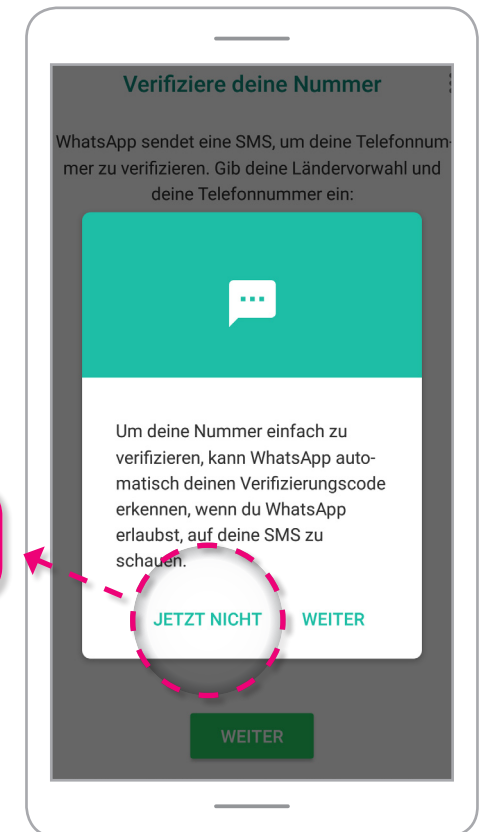 Verifiziere deine Nummer
WhatsApp sendet eine SMS, um deine Telefonnum-
mer zu verifizieren. Gib deine Ländervorwahl und
deine Telefonnummer ein:
Um deine Nummer einfach zu
verifizieren, kann WhatsApp auto-
matisch deinen Verifizierungscode
erkennen, wenn du WhatsApp
erlaubst, auf deine SMS zu
schauen.
JETZT NICHT WEITER
WEITER